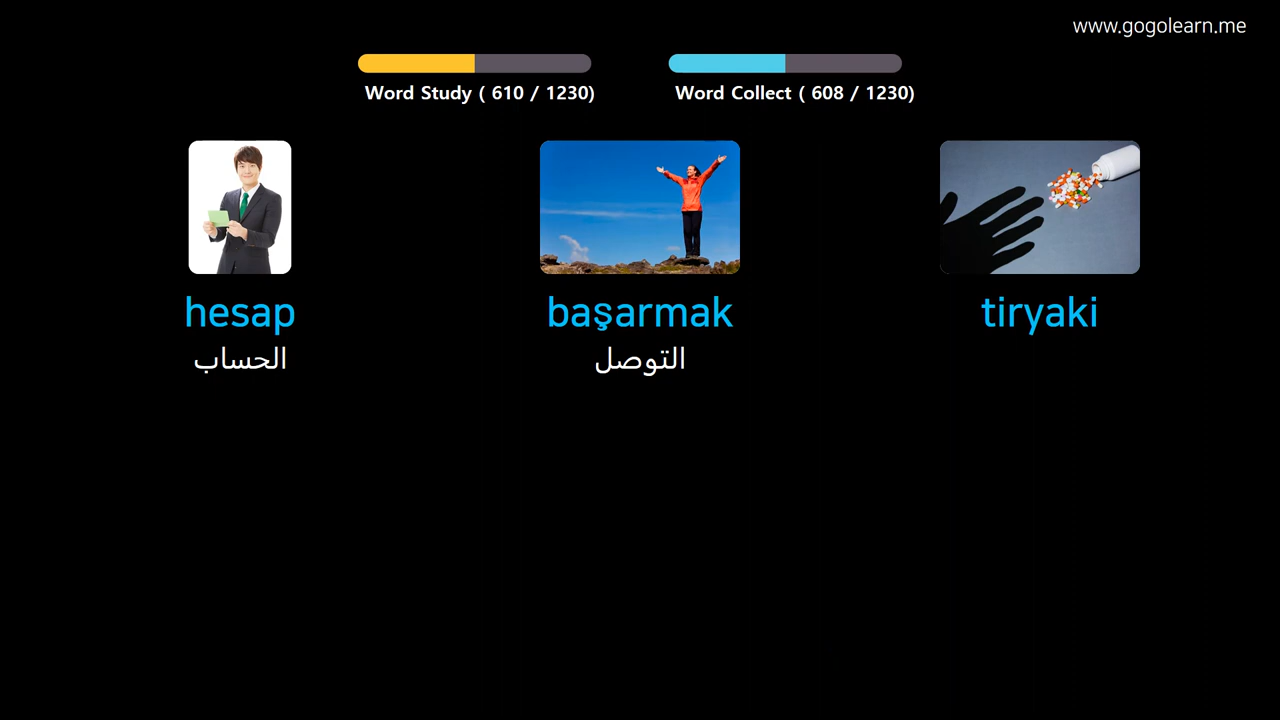 www.gogolearn.me
Word Study ( 610 / 1230)
Word Collect ( 608 / 1230)
hesap
başarmak
tiryaki
الحساب
التوصل